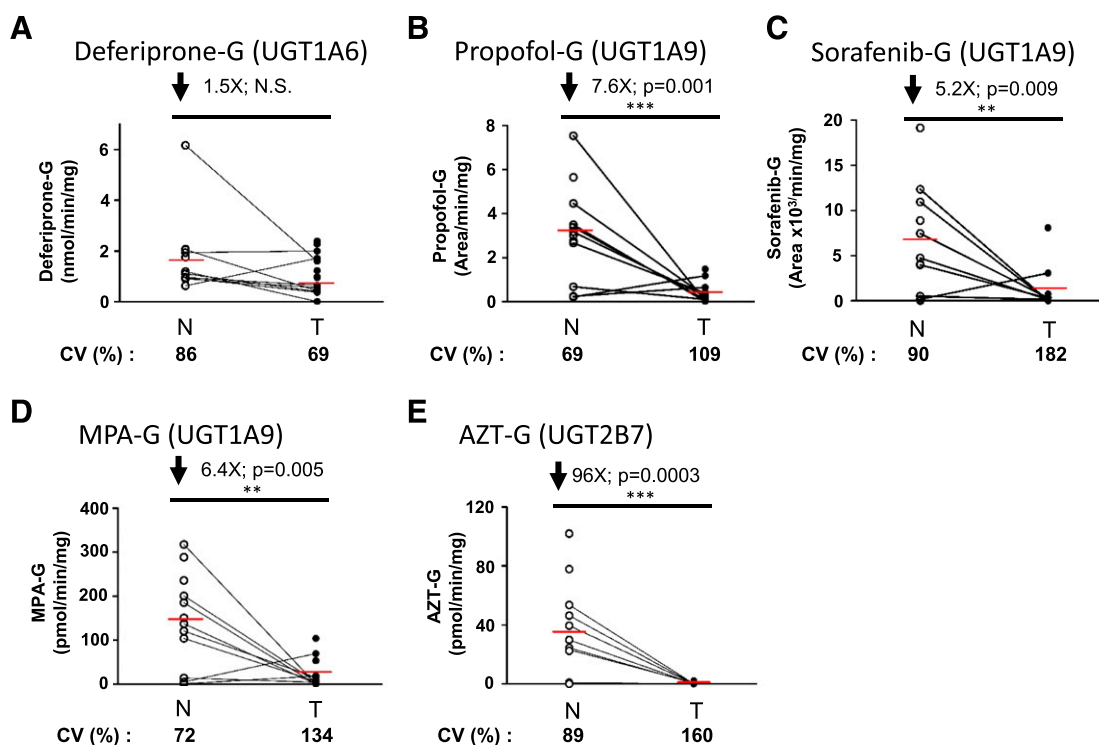 A
Deferiprone-G (UGT1A6)
1.5X; N.S.
Deferiprone-G
(nmol/min/mg)
6
4
2
0
N T
CV (%) : 86 69
B
Propofol-G (UGT1A9)
7.6X; p=0.001
***
Propofol-G
(Area/min/mg)
8
6
4
2
0
N T
69 109
C
Sorafenib-G (UGT1A9)
5.2X; p=0.009
**
Sorafenib-G
(Area x10³/min/mg)
20
15
10
5
0
N T
CV (%) : 90 182
D
MPA-G (UGT1A9)
6.4X; p=0.005
**
MPA-G
(pmol/min/mg)
400
300
200
100
0
N T
CV (%) : 72 134
E
AZT-G (UGT2B7)
96X; p=0.0003
***
AZT-G
(pmol/min/mg)
120
80
40
0
N T
CV (%) : 89 160